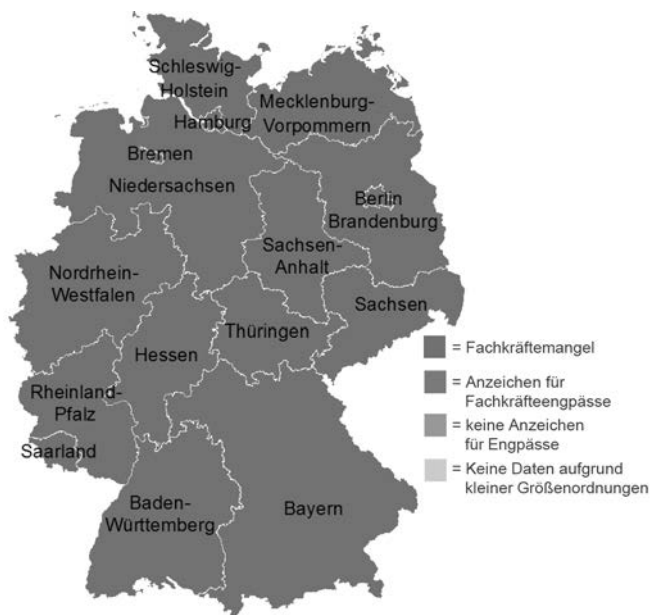 Schleswig-
Holstein
Mecklenburg-
Vorpommern
Hamburg
Bremen
Niedersachsen
Berlin
Brandenburg
Sachsen-
Anhalt
Nordrhein-
Westfalen
Sachsen
Thüringen
Hessen
Rheinland-
Pfalz
Saarland
Baden-
Württemberg
Bayern
= Fachkräftemangel
= Anzeichen für
Fachkräfteengpässe
= keine Anzeichen
für Engpässe
= Keine Daten aufgrund
kleiner Größenordnungen